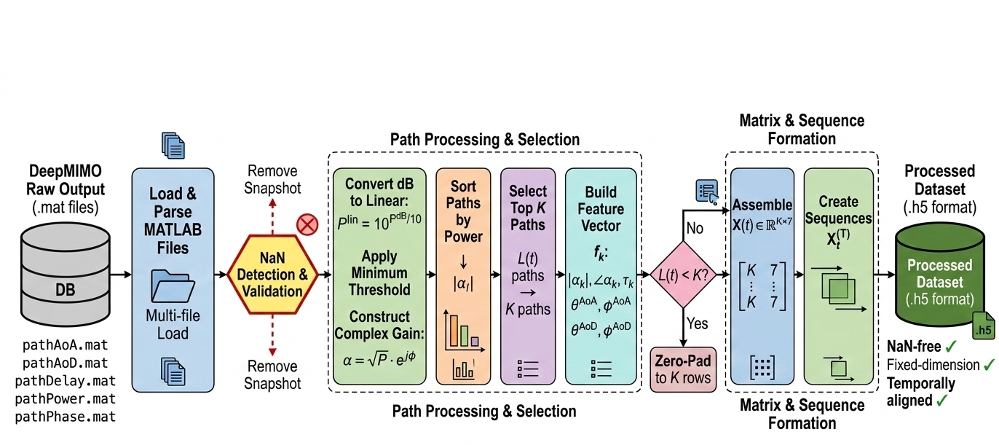 DeepMIMO
Raw Output
(.mat files)
DB
pathAoA.mat
pathAoD.mat
pathDelay.mat
pathPower.mat
pathPhase.mat
Load &
Parse
MATLAB
Files
Multi-file
Load
Remove
Snapshot
NaN
Detection &
Validation
Remove
Snapshot
Path Processing & Selection
Convert dB
to Linear:
P^lin = 10^PdB/10
Apply
Minimum
Threshold
Construct
Complex Gain:
α = √P · e^jϕ
Sort
Paths
by
Power
↓
|α_l|
Select
Top K
Paths
L(t)
paths
→
K paths
Build
Feature
Vector
f_k:
|α_k|, ∠α_k, τ_k
θ^AoA, ϕ^AoA
θ^AoD, ϕ^AoD
Path Processing & Selection
No
L(t) < K?
Yes
Zero-Pad
to K rows
Matrix & Sequence
Formation
Assemble
X(t) ∈ ℝ^K×7
K 7
⋮ ⋮
K 7
Create
Sequences
X_t^(T)
Matrix & Sequence
Formation
Processed
Dataset
(.h5 format)
Processed
Dataset
(.h5 format)
.h5
NaN-free ✓
Fixed-dimension ✓
Temporally
aligned ✓